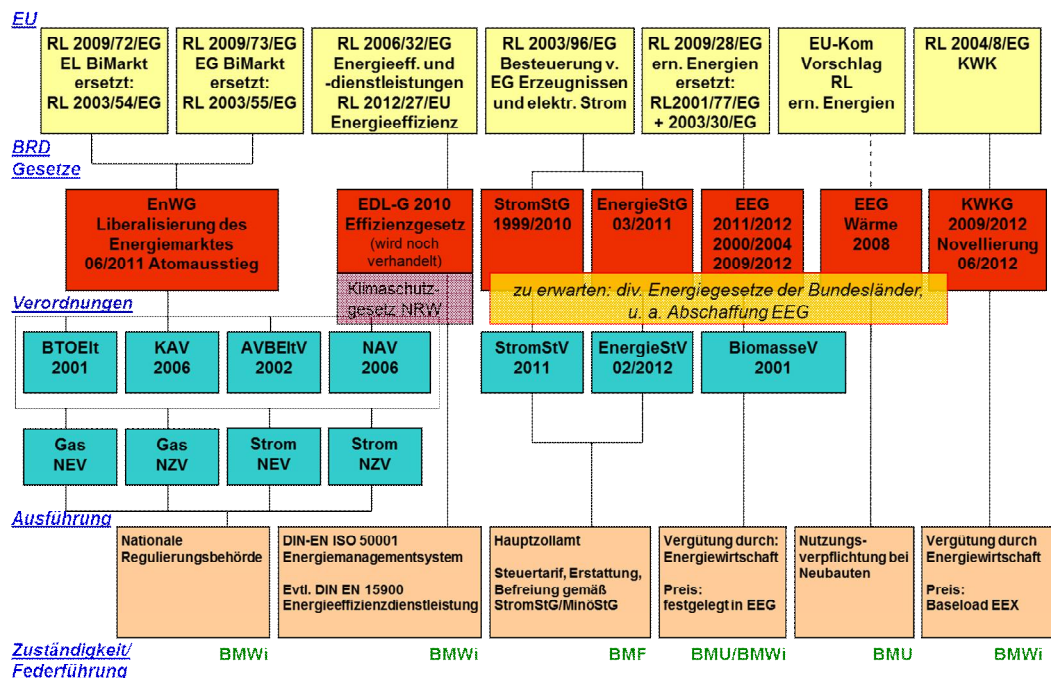 EU
RL 2009/72/EG
EL BiMarkt
ersetzt:
RL 2003/54/EG
RL 2009/73/EG
EG BiMarkt
ersetzt:
RL 2003/55/EG
RL 2006/32/EG
Energieeff. und
-dienstleistungen
RL 2012/27/EU
Energieeffizienz
RL 2003/96/EG
Besteuerung v.
EG Erzeugnissen
und elektr. Strom
RL 2009/28/EG
ern. Energien
ersetzt:
RL2001/77/EG
+ 2003/30/EG
EU-Kom
Vorschlag
RL
ern. Energien
RL 2004/8/EG
KWK
BRD
Gesetze
EnWG
Liberalisierung des
Energiemarktes
06/2011 Atomausstieg
EDL-G 2010
Effizienzgesetz
(wird noch
verhandelt)
StromStG
1999/2010
EnergieStG
03/2011
EEG
2011/2012
2000/2004
2009/2012
EEG
Wärme
2008
KWKG
2009/2012
Novellierung
06/2012
Klimaschutz-
gesetz NRW
zu erwarten: div. Energiegesetze der Bundesländer,
u. a. Abschaffung EEG
Verordnungen
BTOElt
2001
KAV
2006
AVBEltV
2002
NAV
2006
StromStV
2011
EnergieStV
02/2012
BiomasseV
2001
Gas
NEV
Gas
NZV
Strom
NEV
Strom
NZV
Ausführung
Nationale
Regulierungsbehörde
DIN-EN ISO 50001
Energiemanagementsystem
Evtl. DIN EN 15900
Energieeffizienzdienstleistung
Hauptzollamt
Steuertarif, Erstattung,
Befreiung gemäß
StromStG/MinöStG
Vergütung durch:
Energiewirtschaft
Preis:
festgelegt in EEG
Nutzungs-
verpflichtung bei
Neubauten
Vergütung durch
Energiewirtschaft
Preis:
Baseload EEX
Zuständigkeit/
Federführung
BMWi
BMWi
BMF
BMU/BMWi
BMU
BMWi